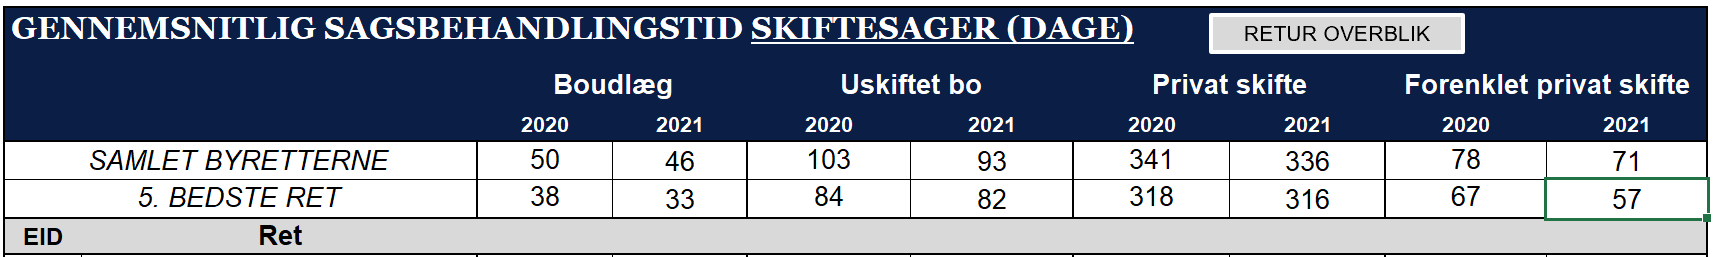 GENNEMSNITLIG SAGSBEHANDLINGSTID SKIFTESAGER (DAGE) RETUR OVERBLIK
Boudlæg Uskiftet bo Privat skifte Forenklet privat skifte
2020 2021 2020 2021 2020 2021 2020 2021
SAMLET BYRETTERNE 50 46 103 93 341 336 78 71
5. BEDSTE RET 38 33 84 82 318 316 67 57
EID Ret